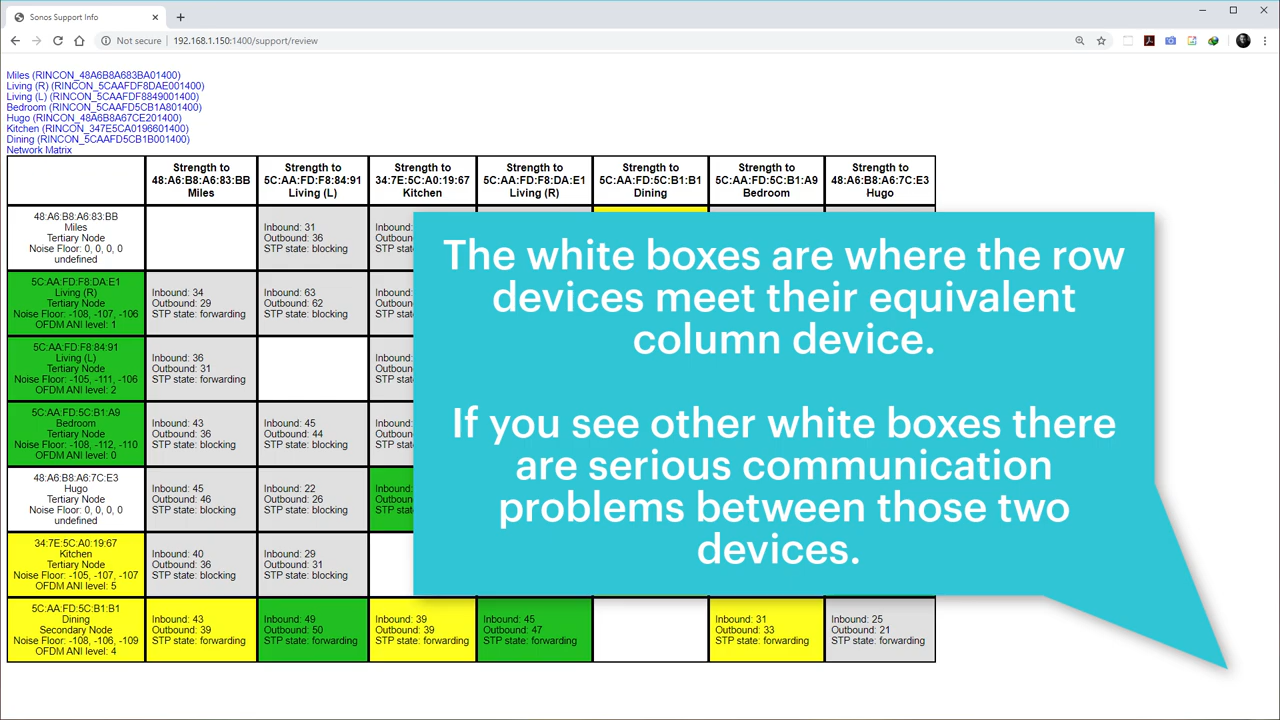 Sonos Support Info
Not secure | 192.168.1.150:1400/support/review
Miles (RINCON_48A6B8A683BA01400)
Living (R) (RINCON_5CAAFDF8DAE001400)
Living (L) (RINCON_5CAAFDF8849001400)
Bedroom (RINCON_5CAAFD5CB1A801400)
Hugo (RINCON_48A6B8A67CE201400)
Kitchen (RINCON_347E5CA0196601400)
Dining (RINCON_5CAAFD5CB1B001400)
Network Matrix
Strength to
48:A6:B8:A6:83:BB
Miles
Strength to
5C:AA:FD:F8:84:91
Living (L)
Strength to
34:7E:5C:A0:19:67
Kitchen
Strength to
5C:AA:FD:F8:DA:E1
Living (R)
Strength to
5C:AA:FD:5C:B1:B1
Dining
Strength to
5C:AA:FD:5C:B1:A9
Bedroom
Strength to
48:A6:B8:A6:7C:E3
Hugo
48:A6:B8:A6:83:BB
Miles
Tertiary Node
Noise Floor: 0, 0, 0, 0
undefined
Inbound: 31
Outbound: 36
STP state: blocking
5C:AA:FD:F8:DA:E1
Living (R)
Tertiary Node
Noise Floor: -108, -107, -106
OFDM ANI level: 1
Inbound: 34
Outbound: 29
STP state: forwarding
Inbound: 63
Outbound: 62
STP state: blocking
5C:AA:FD:F8:84:91
Living (L)
Tertiary Node
Noise Floor: -105, -111, -106
OFDM ANI level: 2
Inbound: 36
Outbound: 31
STP state: forwarding
5C:AA:FD:5C:B1:A9
Bedroom
Tertiary Node
Noise Floor: -108, -112, -110
OFDM ANI level: 0
Inbound: 43
Outbound: 36
STP state: blocking
Inbound: 45
Outbound: 44
STP state: blocking
48:A6:B8:A6:7C:E3
Hugo
Tertiary Node
Noise Floor: 0, 0, 0, 0
undefined
Inbound: 45
Outbound: 46
STP state: blocking
Inbound: 22
Outbound: 26
STP state: blocking
34:7E:5C:A0:19:67
Kitchen
Tertiary Node
Noise Floor: -105, -107, -107
OFDM ANI level: 5
Inbound: 40
Outbound: 36
STP state: blocking
Inbound: 29
Outbound: 31
STP state: blocking
5C:AA:FD:5C:B1:B1
Dining
Secondary Node
Noise Floor: -108, -106, -109
OFDM ANI level: 4
Inbound: 43
Outbound: 39
STP state: forwarding
Inbound: 49
Outbound: 50
STP state: forwarding
Inbound: 39
Outbound: 39
STP state: forwarding
Inbound: 45
Outbound: 47
STP state: forwarding
Inbound: 31
Outbound: 33
STP state: forwarding
Inbound: 25
Outbound: 21
STP state: forwarding
The white boxes are where the row
devices meet their equivalent
column device.
If you see other white boxes there
are serious communication
problems between those two
devices.